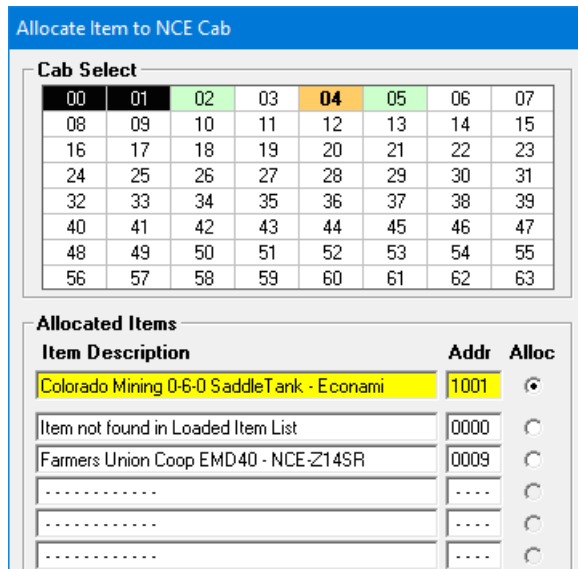 Allocate Item to NCE Cab
Cab Select
00 01 02 03 04 05 06 07
08 09 10 11 12 13 14 15
16 17 18 19 20 21 22 23
24 25 26 27 28 29 30 31
32 33 34 35 36 37 38 39
40 41 42 43 44 45 46 47
48 49 50 51 52 53 54 55
56 57 58 59 60 61 62 63
Allocated Items
Item Description Addr Alloc
Colorado Mining 0-6-0 SaddleTank - Econami 1001
Item not found in Loaded Item List 0000
Farmers Union Coop EMD40 - NCE-Z14SR 0009
- - - - - - - - - - - - - - - -
- - - - - - - - - - - - - - - -
- - - - - - - - - - - - - - - -